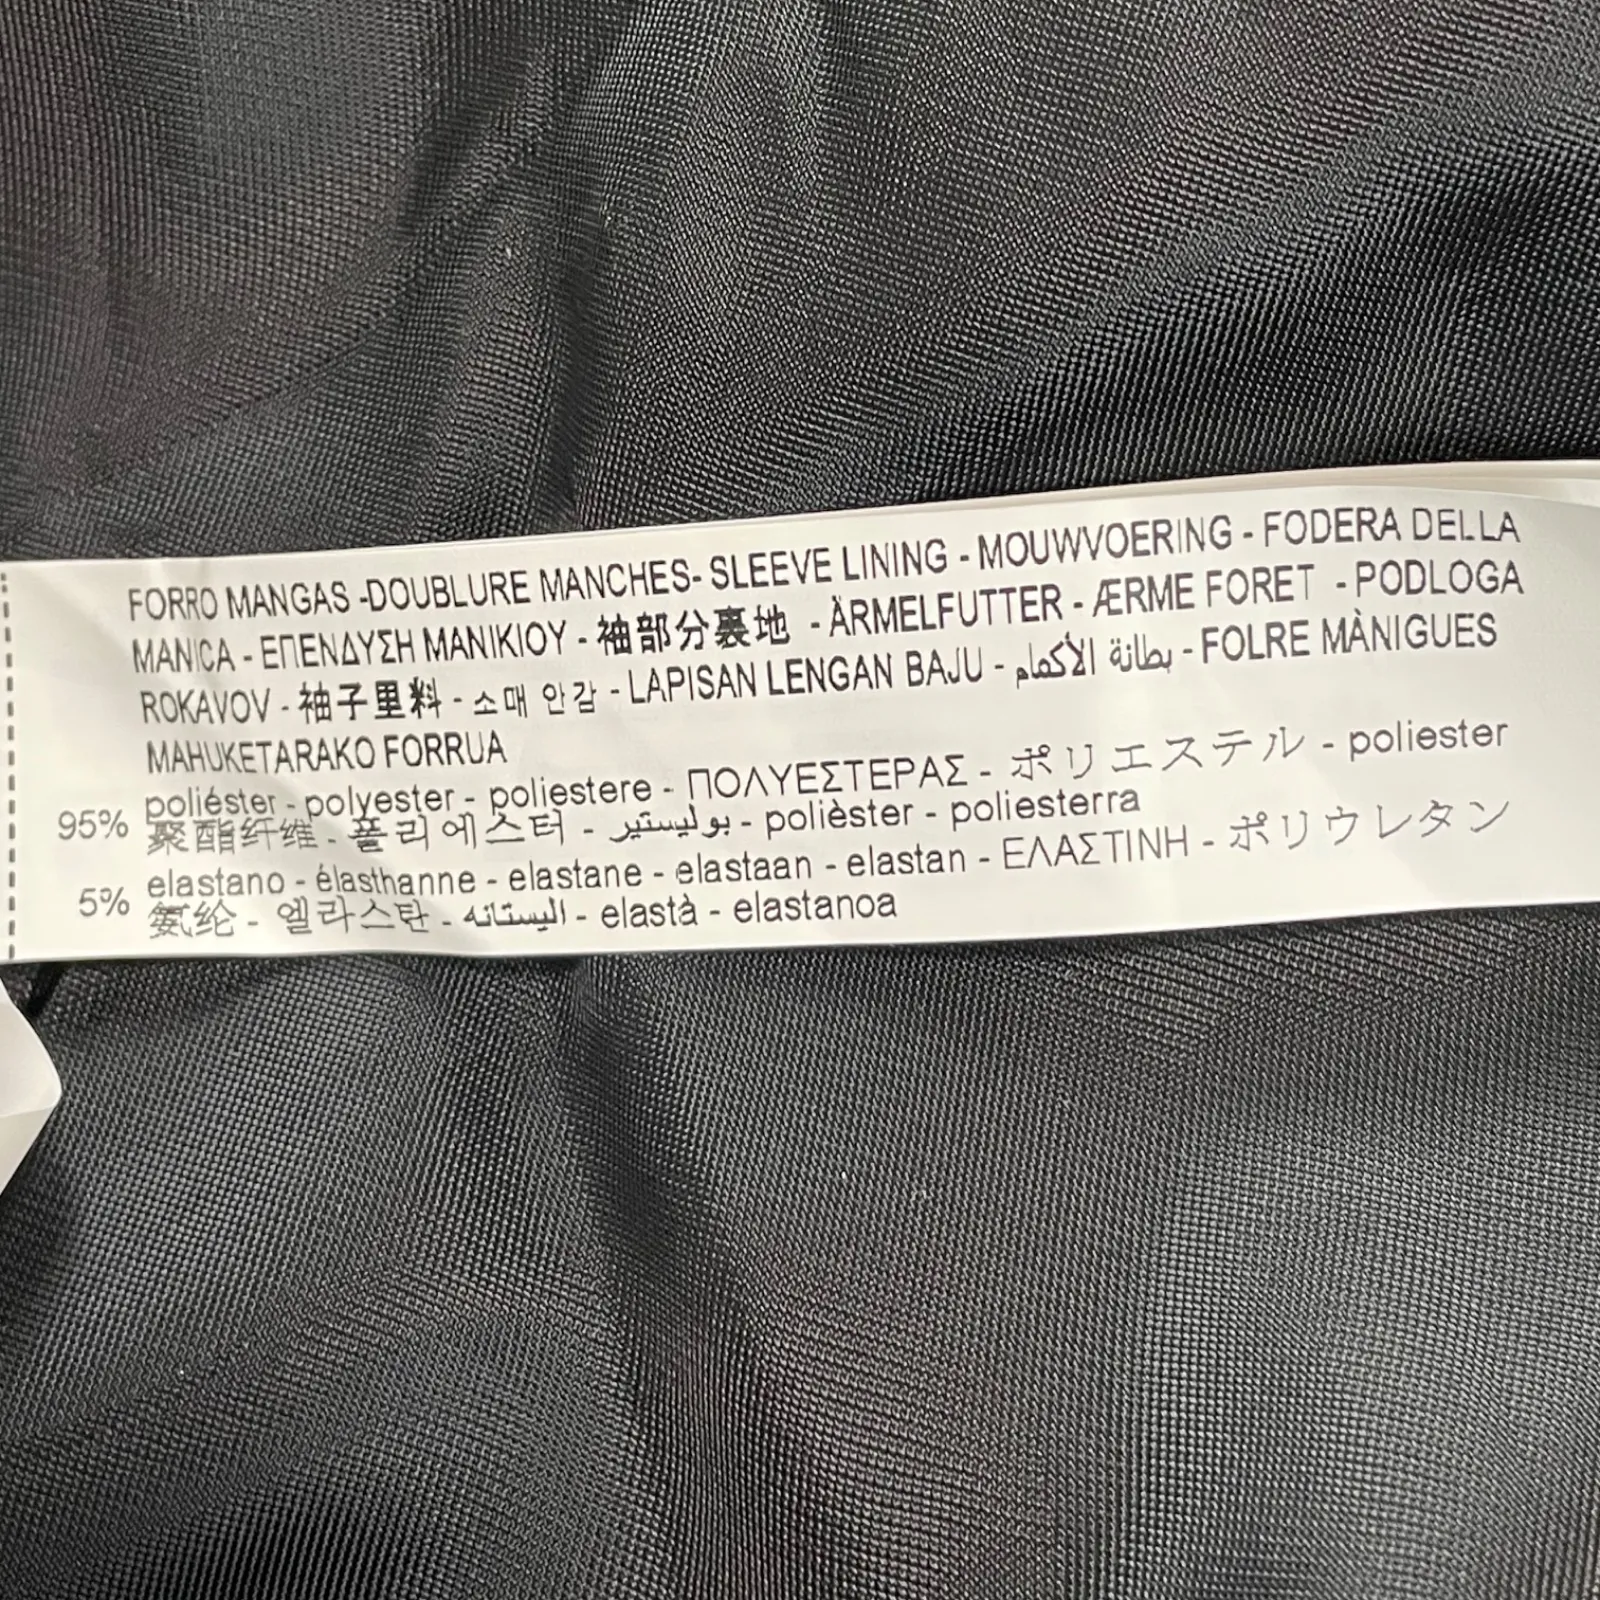 FORRO MANGAS -DOUBLURE MANCHES- SLEEVE LINING - MOUWVOERING - FODERA DELLA
MANICA - ΕΠΕΝΔΥΣΗ ΜΑΝΙΚΙΟΥ - 袖部分裏地 - ÄRMELFUTTER - ÆRME FORET - PODLOGA
ROKAVOV - 袖子里料 - 소매 안감 - LAPISAN LENGAN BAJU - بطانة الأكمام - FOLRE MÀNIGUES
MAHUKETARAKO FORRUA
95% poliéster - polyester - poliestere - ΠΟΛΥΕΣΤΕΡΑΣ - ポリエステル - poliester
聚酯纤维 - 폴리에스터 - بوليستير - polièster - poliesterra
5% elastano - élasthanne - elastane - elastaan - elastan - ΕΛΑΣΤΙΝΗ - ポリウレタン
氨纶 - 엘라스탄 - اليستانه - elastà - elastanoa